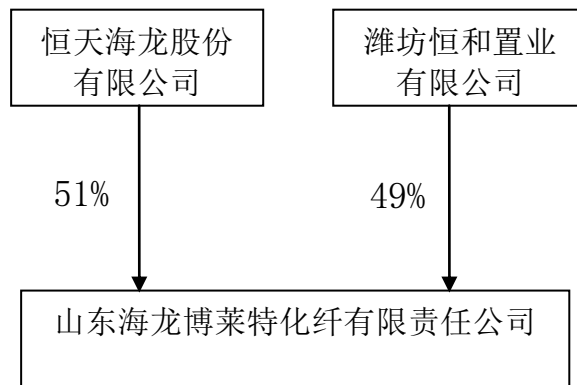 恒天海龙股份
有限公司
潍坊恒和置业
有限公司
51%
49%
山东海龙博莱特化纤有限责任公司